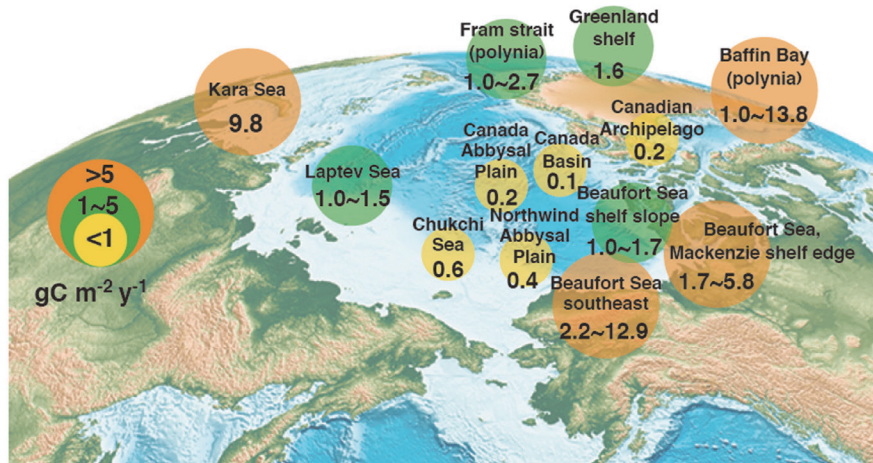 Fram strait
(polynia)
1.0~2.7
Greenland
shelf
1.6
Baffin Bay
(polynia)
1.0~13.8
Kara Sea
9.8
Canadian
Archipelago
0.2
Canada
Abbysal
Plain
0.2
Canada
Basin
0.1
Laptev Sea
1.0~1.5
>5
1~5
<1
gC m⁻² y⁻¹
Beaufort Sea
shelf slope
1.0~1.7
Chukchi
Sea
0.6
Northwind
Abbysal
Plain
0.4
Beaufort Sea,
Mackenzie shelf edge
1.7~5.8
Beaufort Sea
southeast
2.2~12.9